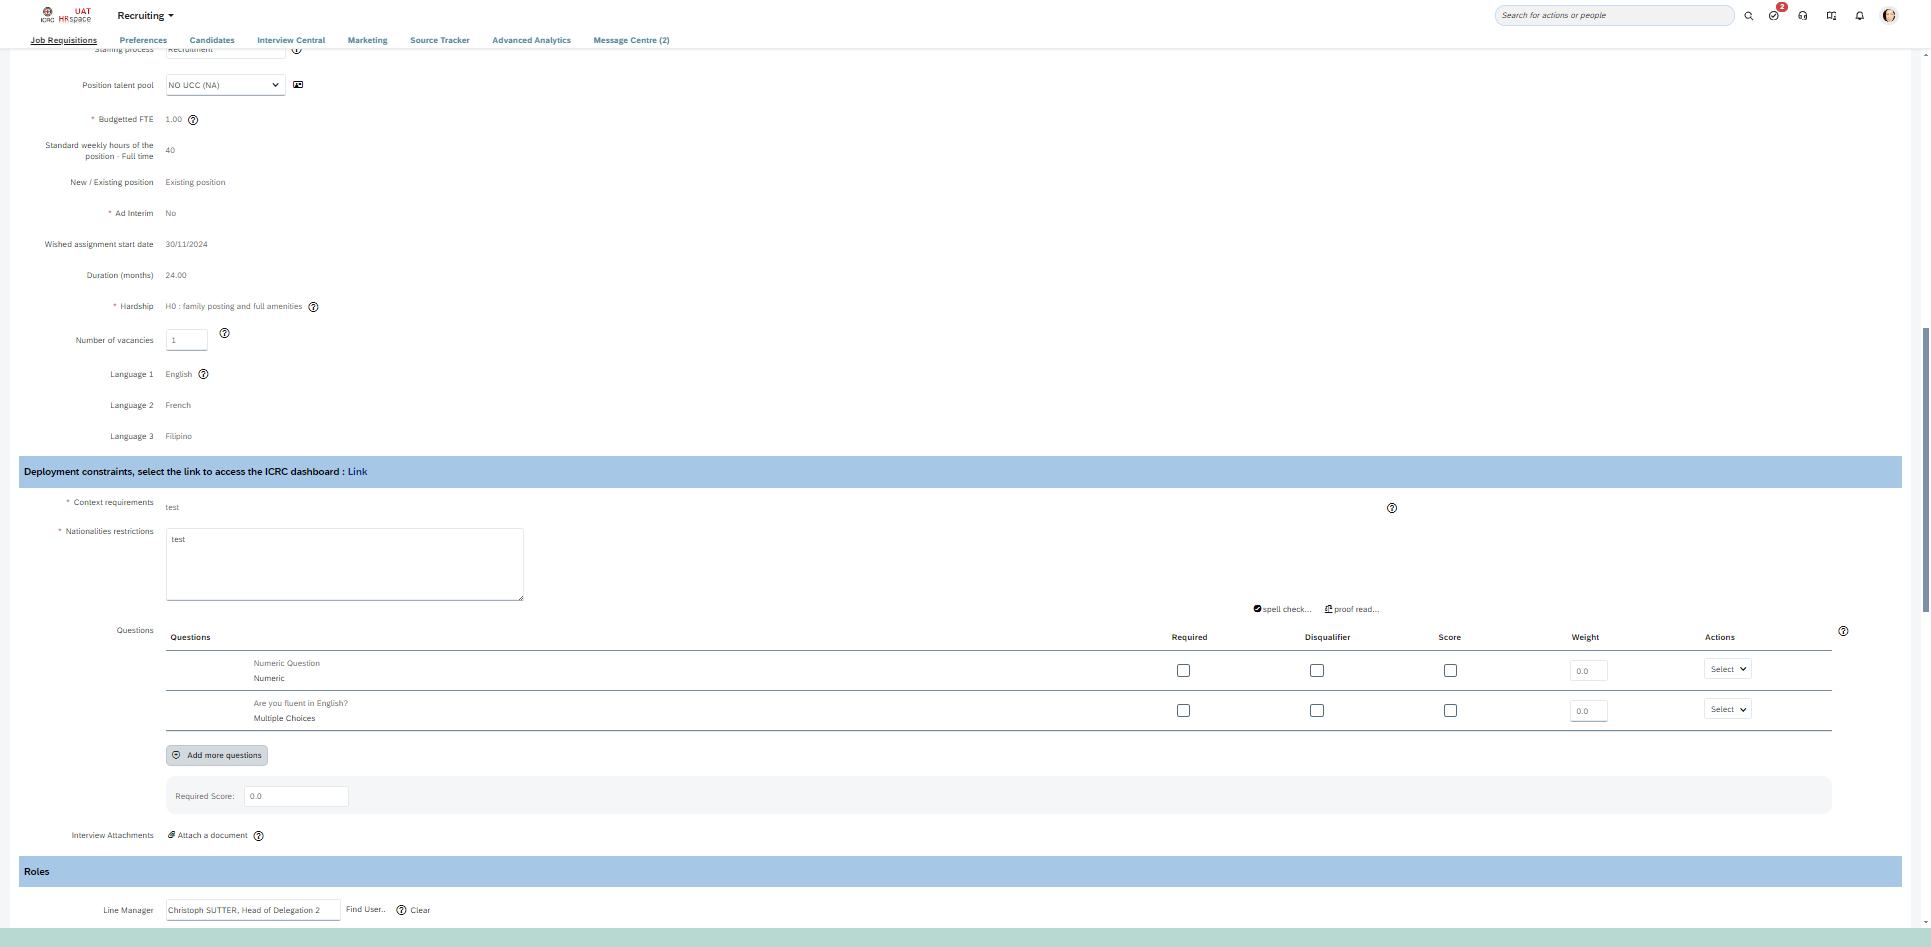 ICRC
UAT
HRspace
Recruiting
Search for actions or people
2
Job Requisitions
Preferences
Candidates
Interview Central
Marketing
Source Tracker
Advanced Analytics
Message Centre (2)
Staffing process
Recruitment
Position talent pool
NO UCC (NA)
* Budgetted FTE
1.00
Standard weekly hours of the
position - Full time
40
New / Existing position
Existing position
* Ad Interim
No
Wished assignment start date
30/11/2024
Duration (months)
24.00
* Hardship
H0 : family posting and full amenities
Number of vacancies
1
Language 1
English
Language 2
French
Language 3
Filipino
Deployment constraints, select the link to access the ICRC dashboard : Link
* Context requirements
test
* Nationalities restrictions
test
spell check...
proof read...
Questions
Questions
Required
Disqualifier
Score
Weight
Actions
Numeric Question
Numeric
0.0
Select
Are you fluent in English?
Multiple Choices
0.0
Select
Add more questions
Required Score:
0.0
Interview Attachments
Attach a document
Roles
Line Manager
Christoph SUTTER, Head of Delegation 2
Find User..
Clear